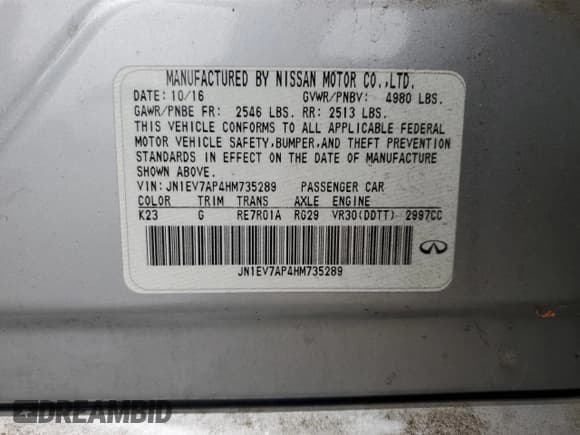 MANUFACTURED BY NISSAN MOTOR CO.,LTD.
DATE: 10/16 GVWR/PNBV: 4980 LBS.
GAWR/PNBE FR: 2546 LBS. RR: 2513 LBS.
THIS VEHICLE CONFORMS TO ALL APPLICABLE FEDERAL
MOTOR VEHICLE SAFETY,BUMPER,AND THEFT PREVENTION
STANDARDS IN EFFECT ON THE DATE OF MANUFACTURE
SHOWN ABOVE.
VIN: JN1EV7AP4HM735289 PASSENGER CAR
COLOR TRIM TRANS AXLE ENGINE
K23 G RE7R01A RG29 VR30(DDTT) 2997CC
JN1EV7AP4HM735289
DREAMBID